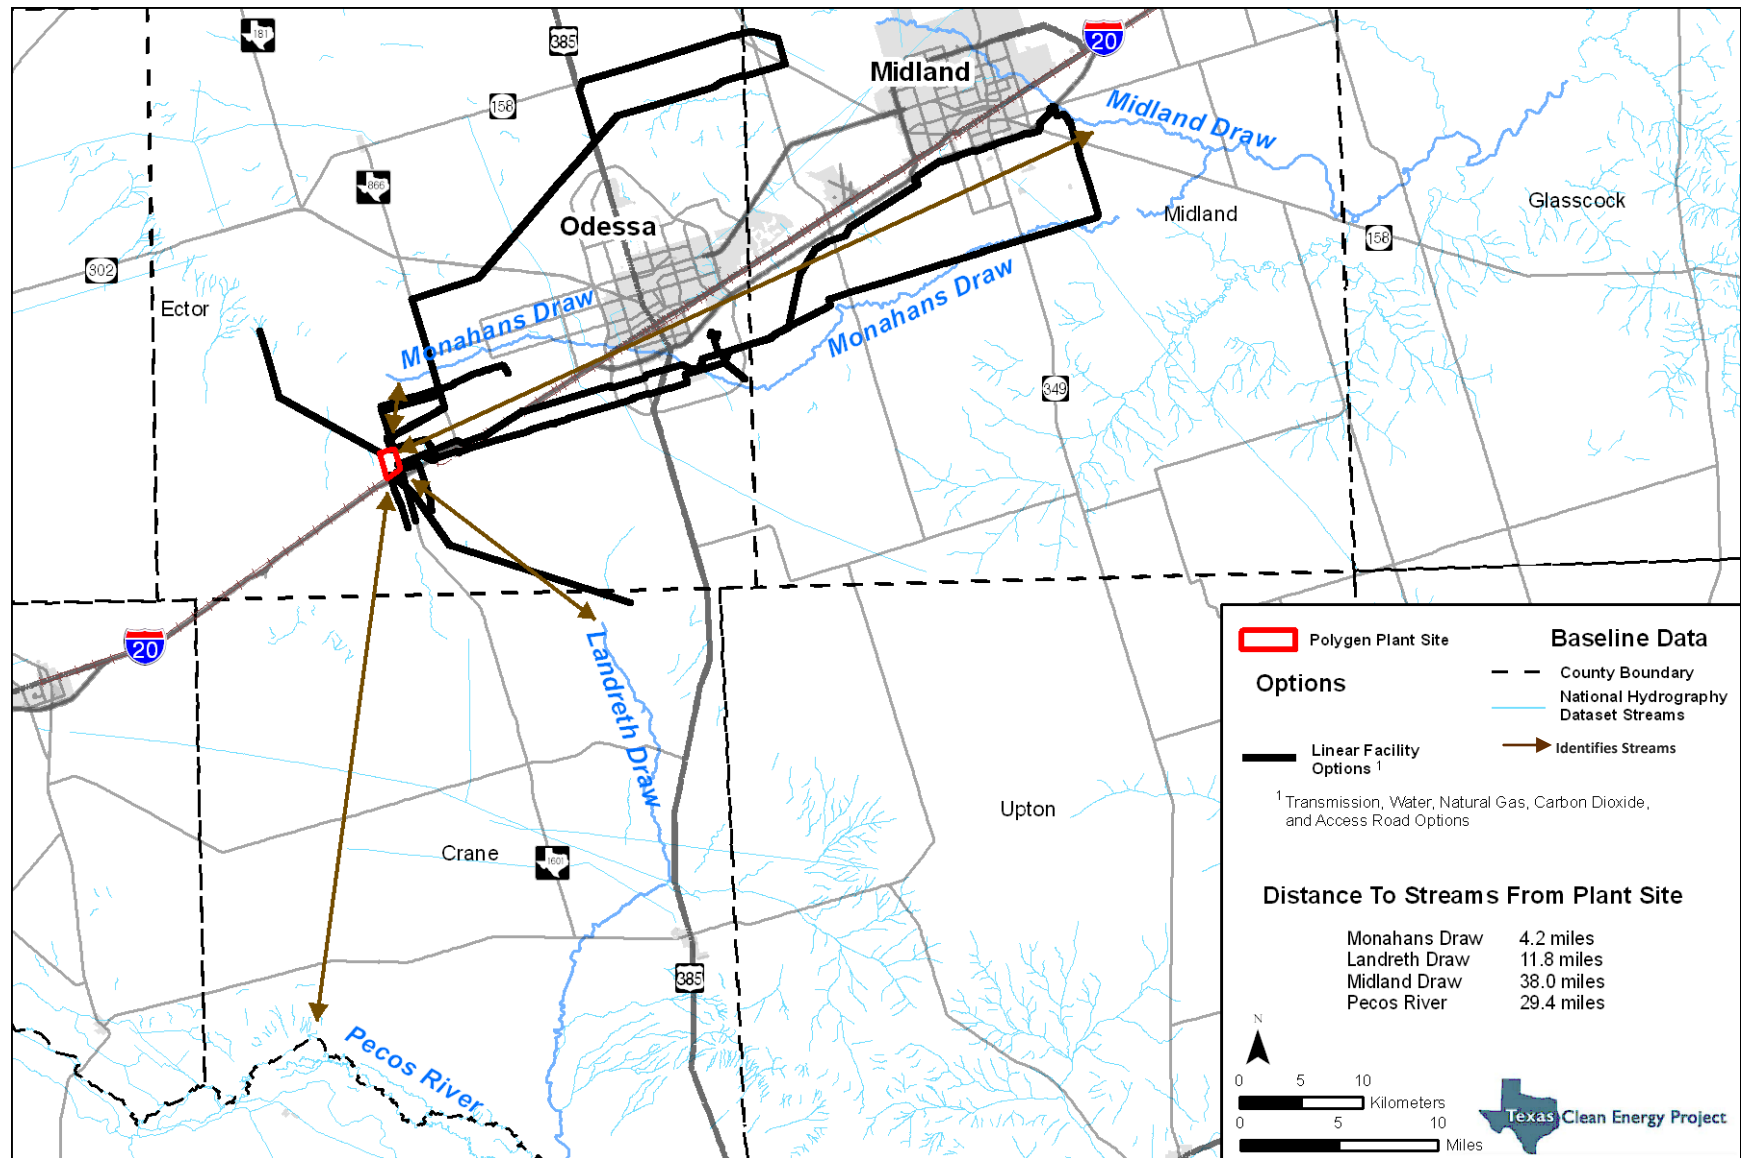 181
385
20
Midland
158
Midland Draw
866
Odessa
Midland
Glasscock
158
302
Ector
Monahans Draw
Monahans Draw
349
20
Landreth Draw
Upton
Crane
1601
385
Pecos River
Polygen Plant Site
Options
Linear Facility
Options 1
1 Transmission, Water, Natural Gas, Carbon Dioxide,
and Access Road Options
Baseline Data
County Boundary
National Hydrography
Dataset Streams
Identifies Streams
Distance To Streams From Plant Site
Monahans Draw 4.2 miles
Landreth Draw 11.8 miles
Midland Draw 38.0 miles
Pecos River 29.4 miles
N
0 5 10
Kilometers
0 5 10
Miles
Texas Clean Energy Project